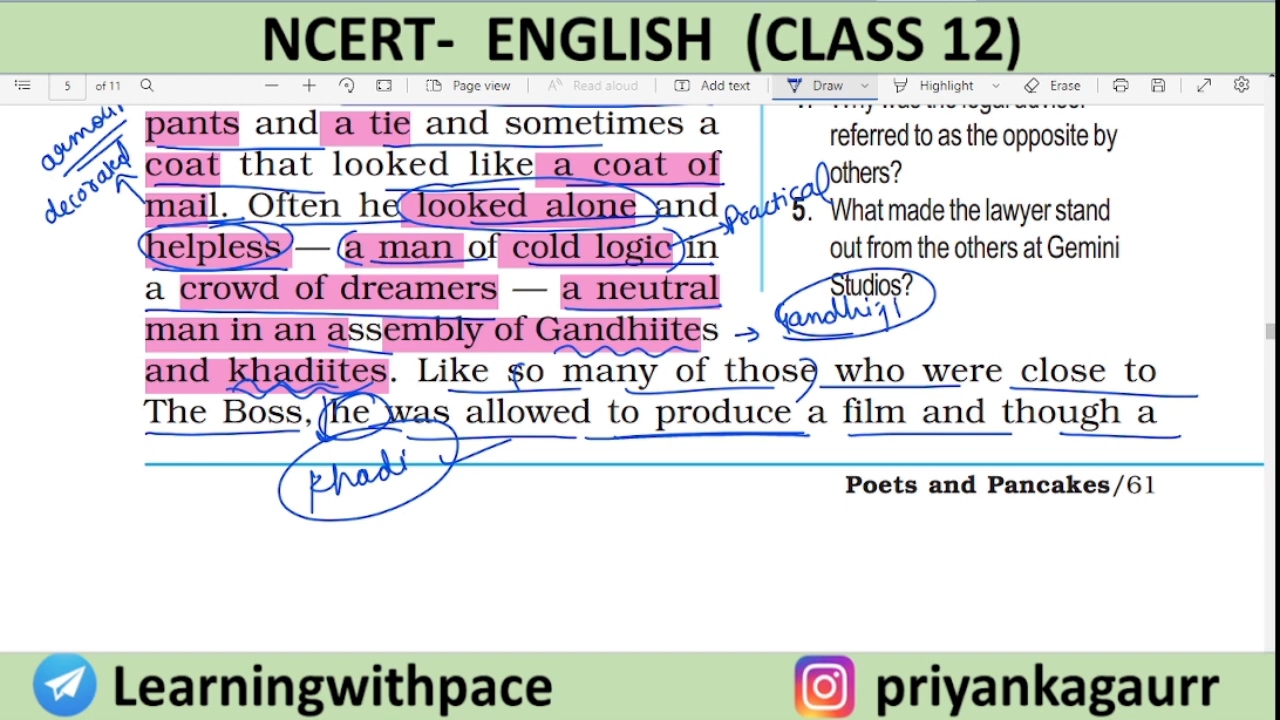 NCERT- ENGLISH (CLASS 12)
5 of 11 Page view Read aloud Add text Draw Highlight Erase
armour
decorated
pants and a tie and sometimes a
coat that looked like a coat of
mail. Often he looked alone and
helpless — a man of cold logic in
a crowd of dreamers — a neutral
man in an assembly of Gandhiites
and khadiites. Like so many of those who were close to
The Boss, he was allowed to produce a film and though a
Practical
referred to as the opposite by
others?
5. What made the lawyer stand
out from the others at Gemini
Studios?
Gandhiji
khadi
Poets and Pancakes/61
Learningwithpace
priyankagaurr